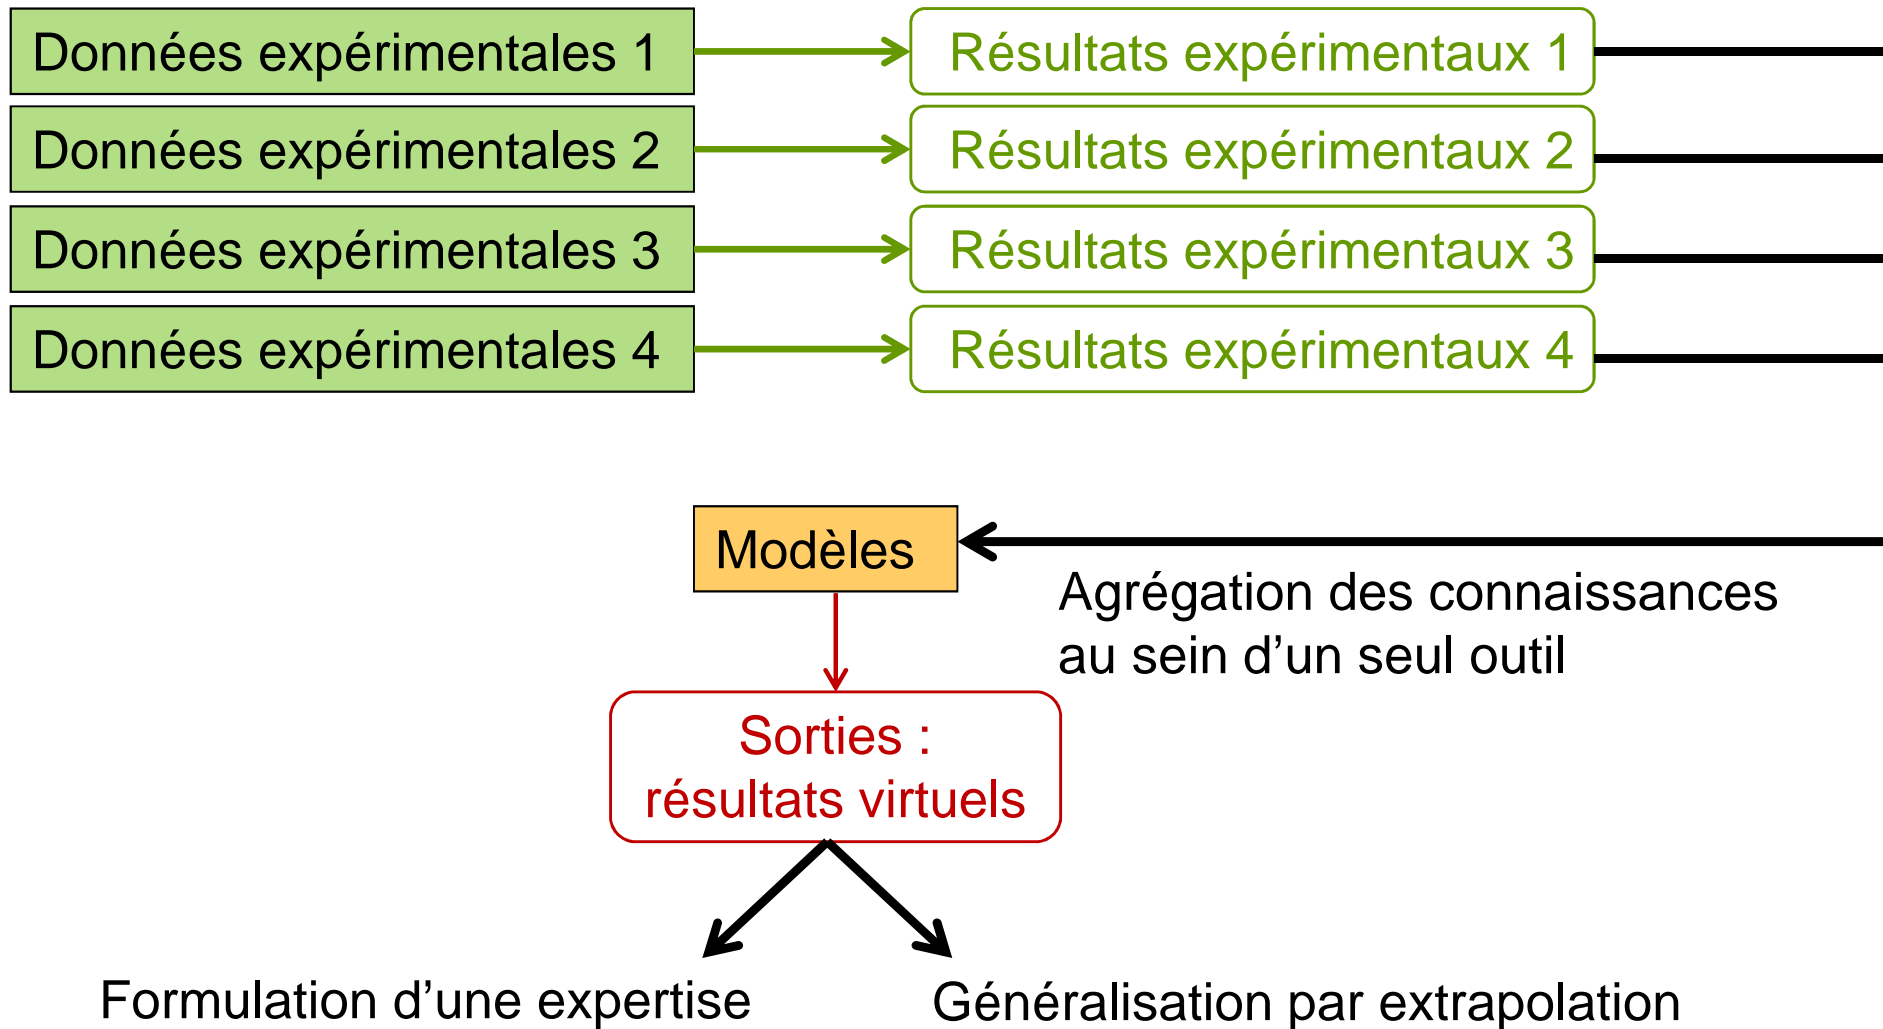 Données expérimentales 1
Résultats expérimentaux 1
Données expérimentales 2
Résultats expérimentaux 2
Données expérimentales 3
Résultats expérimentaux 3
Données expérimentales 4
Résultats expérimentaux 4
Modèles
Agrégation des connaissances
au sein d’un seul outil
Sorties :
résultats virtuels
Formulation d’une expertise
Généralisation par extrapolation